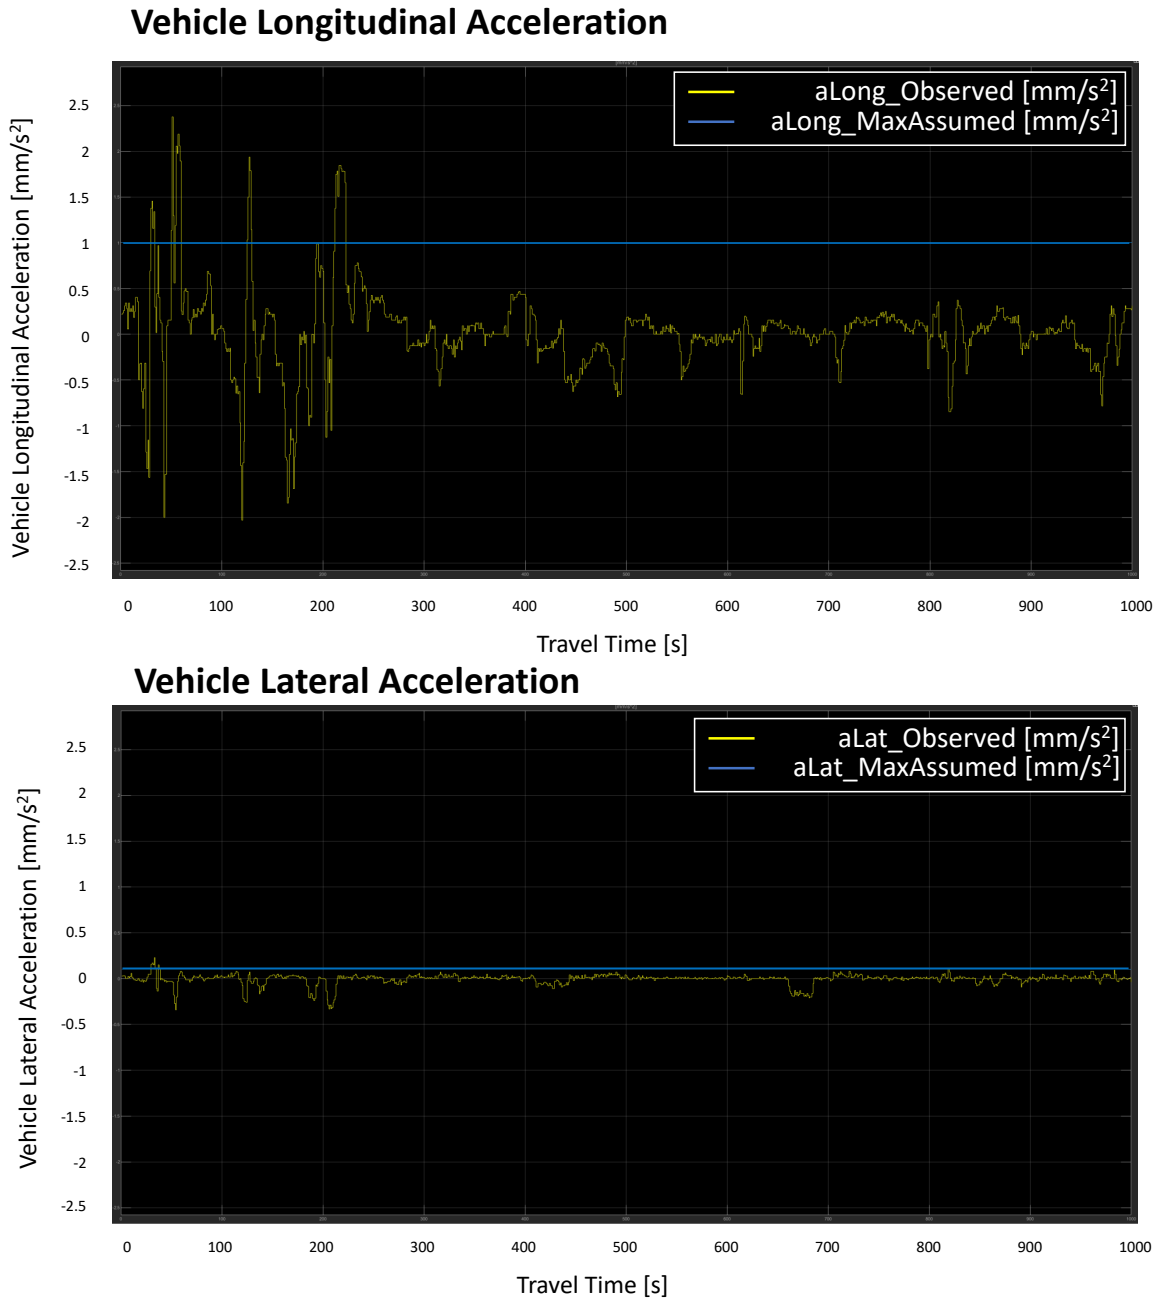 Vehicle Longitudinal Acceleration
aLong_Observed [mm/s²]
aLong_MaxAssumed [mm/s²]
Vehicle Longitudinal Acceleration [mm/s²]
2.5
2
1.5
1
0.5
0
-0.5
-1
-1.5
-2
-2.5
0 100 200 300 400 500 600 700 800 900 1000
Travel Time [s]
Vehicle Lateral Acceleration
aLat_Observed [mm/s²]
aLat_MaxAssumed [mm/s²]
Vehicle Lateral Acceleration [mm/s²]
2.5
2
1.5
1
0.5
0
-0.5
-1
-1.5
-2
-2.5
0 100 200 300 400 500 600 700 800 900 1000
Travel Time [s]